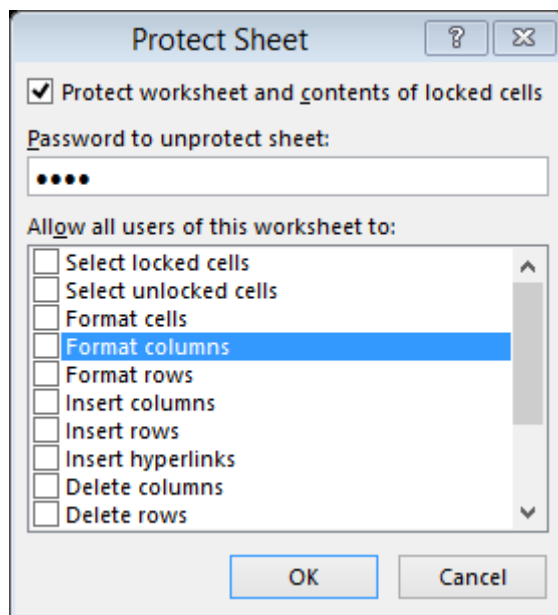 Protect Sheet
Protect worksheet and contents of locked cells
Password to unprotect sheet:
••••
Allow all users of this worksheet to:
Select locked cells
Select unlocked cells
Format cells
Format columns
Format rows
Insert columns
Insert rows
Insert hyperlinks
Delete columns
Delete rows
OK Cancel